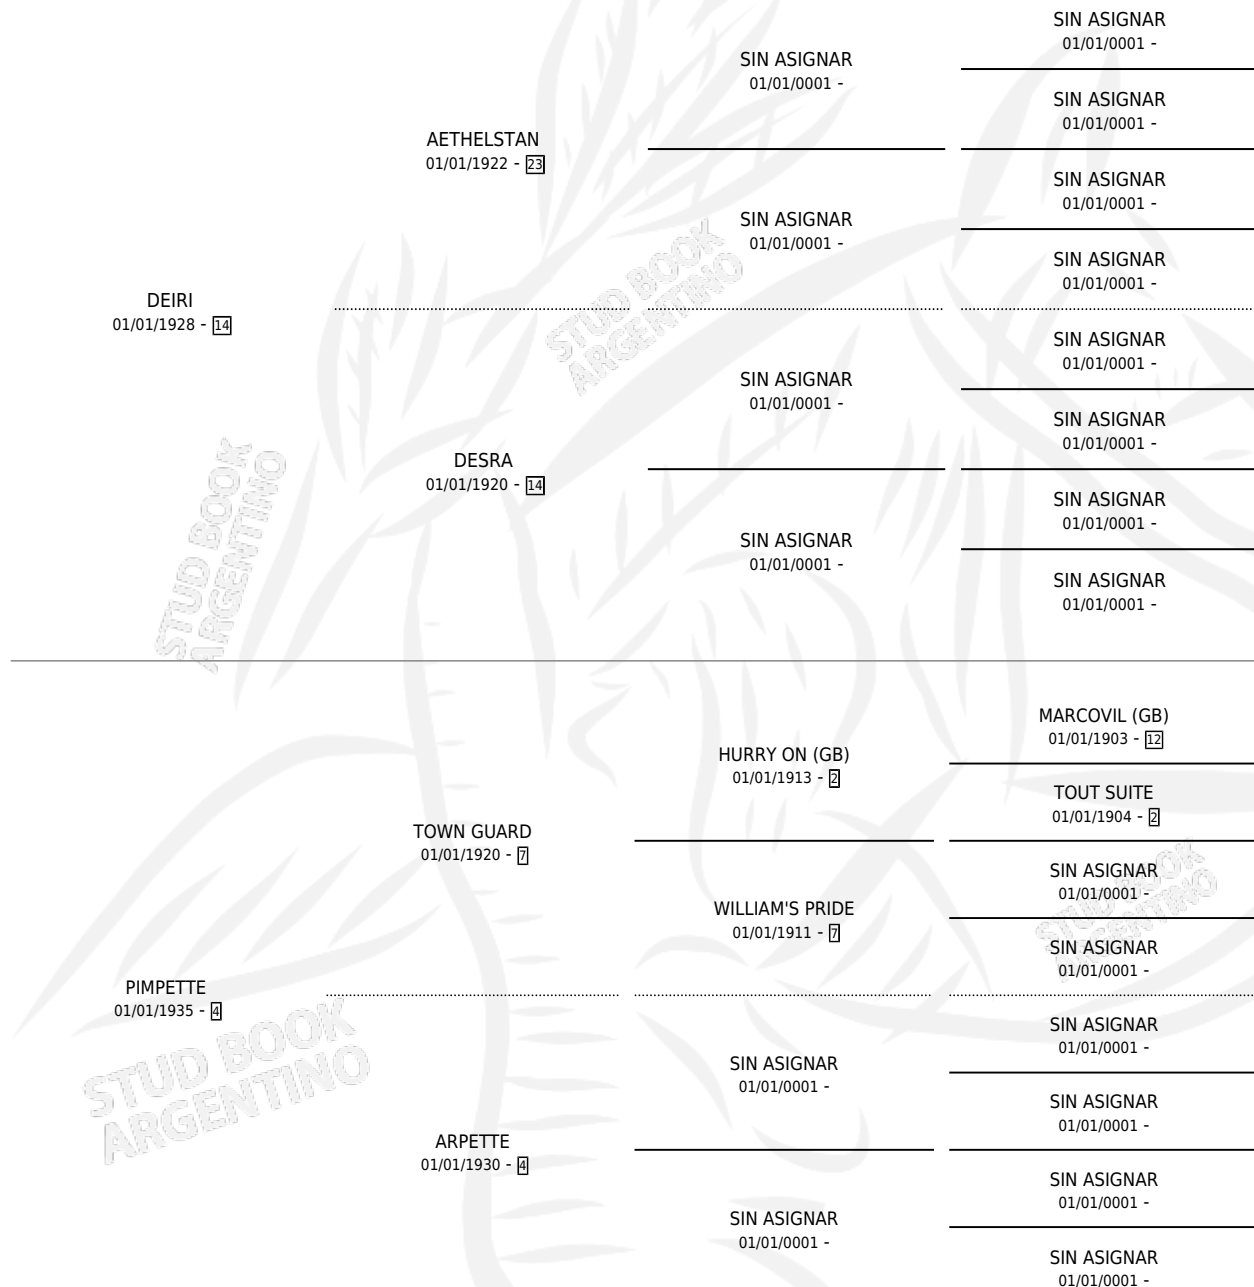 SIN ASIGNAR
01/01/0001 -
SIN ASIGNAR
01/01/0001 -
SIN ASIGNAR
01/01/0001 -
AETHELSTAN
01/01/1922 - 23
SIN ASIGNAR
01/01/0001 -
SIN ASIGNAR
01/01/0001 -
SIN ASIGNAR
01/01/0001 -
DEIRI
01/01/1928 - 14
SIN ASIGNAR
01/01/0001 -
SIN ASIGNAR
01/01/0001 -
SIN ASIGNAR
01/01/0001 -
DESRA
01/01/1920 - 14
SIN ASIGNAR
01/01/0001 -
SIN ASIGNAR
01/01/0001 -
SIN ASIGNAR
01/01/0001 -
STUD BOOK
ARGENTINO
STUD BOOK
ARGENTINO
MARCOVIL (GB)
01/01/1903 - 12
HURRY ON (GB)
01/01/1913 - 2
TOUT SUITE
01/01/1904 - 2
TOWN GUARD
01/01/1920 - 7
SIN ASIGNAR
01/01/0001 -
WILLIAM'S PRIDE
01/01/1911 - 7
SIN ASIGNAR
01/01/0001 -
STUD BOOK
ARGENTINO
PIMPETTE
01/01/1935 - 4
SIN ASIGNAR
01/01/0001 -
SIN ASIGNAR
01/01/0001 -
SIN ASIGNAR
01/01/0001 -
STUD BOOK
ARGENTINO
ARPETTE
01/01/1930 - 4
SIN ASIGNAR
01/01/0001 -
SIN ASIGNAR
01/01/0001 -
SIN ASIGNAR
01/01/0001 -